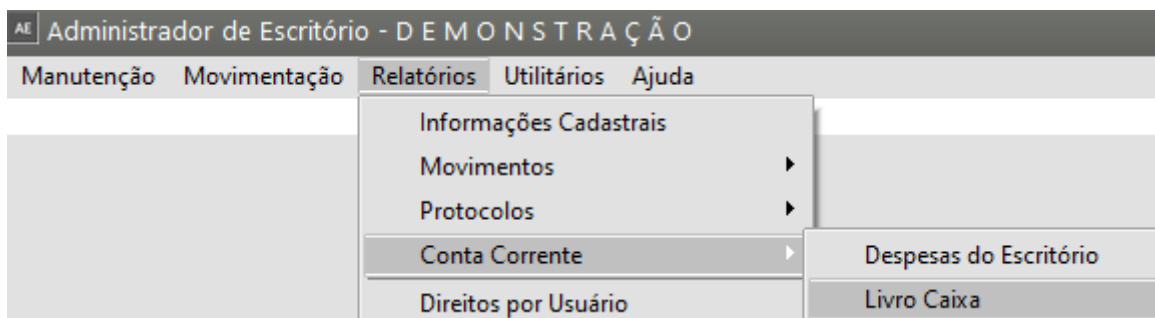 AE Administrador de Escritório - D E M O N S T R A Ç Ã O
Manutenção Movimentação Relatórios Utilitários Ajuda
Informações Cadastrais
Movimentos
Protocolos
Conta Corrente
Despesas do Escritório
Livro Caixa
Direitos por Usuário